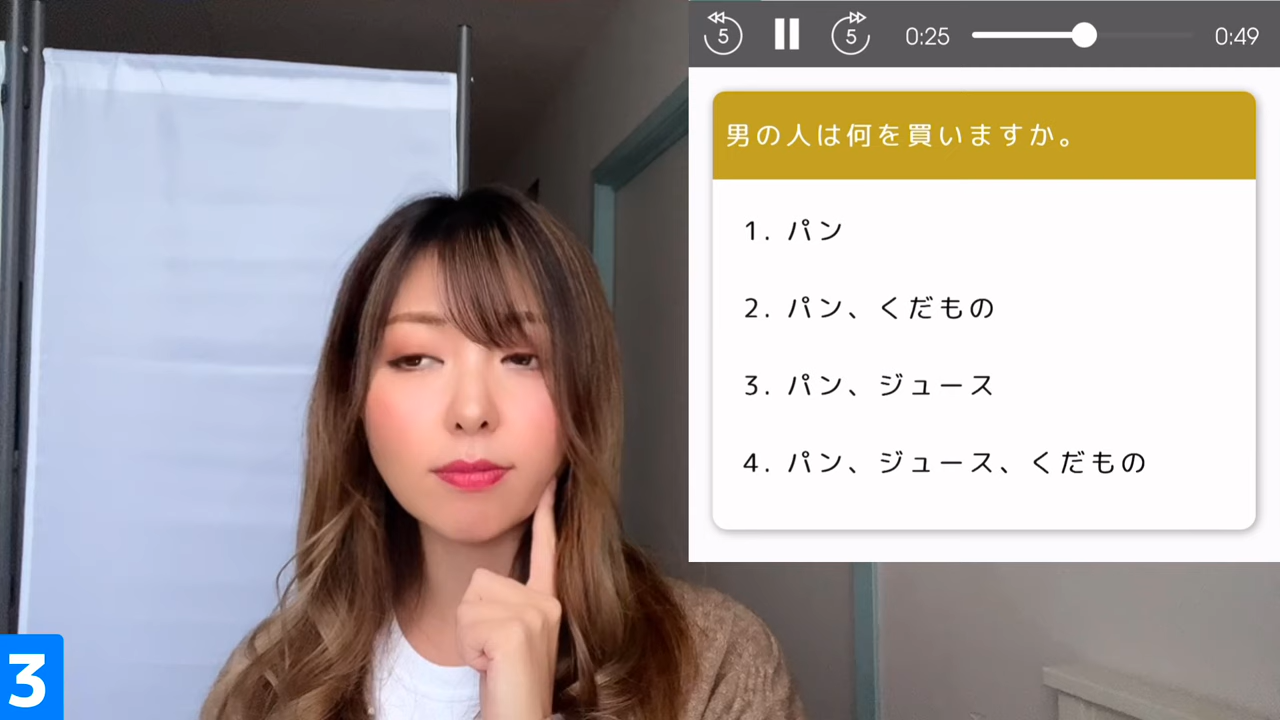 5
5
0:25
0:49
男の人は何を買いますか。
1. パン
2. パン、くだもの
3. パン、ジュース
4. パン、ジュース、くだもの
3